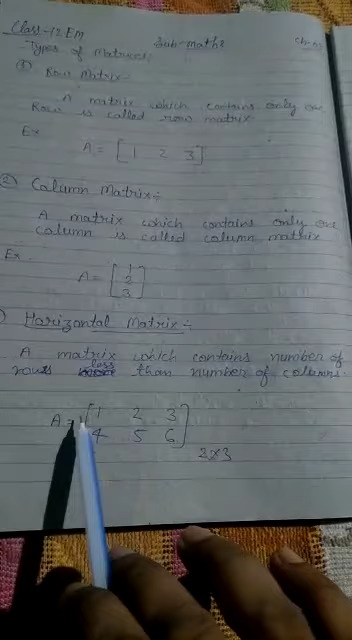 Class-12 EM Sub-maths Ch-3
Types of Matrices:
① Row Matrix-
A matrix which contains only one
Row is called row matrix
Ex
A = [ 1 2 3 ]
② Column Matrix :-
A matrix which contains only one
column is called column matrix
Ex.
A = [ 1
2
3 ]
Horizontal Matrix :-
A matrix which contains number of
rows less than number of columns.
A = [ 1 2 3
4 5 6 ]
2x3